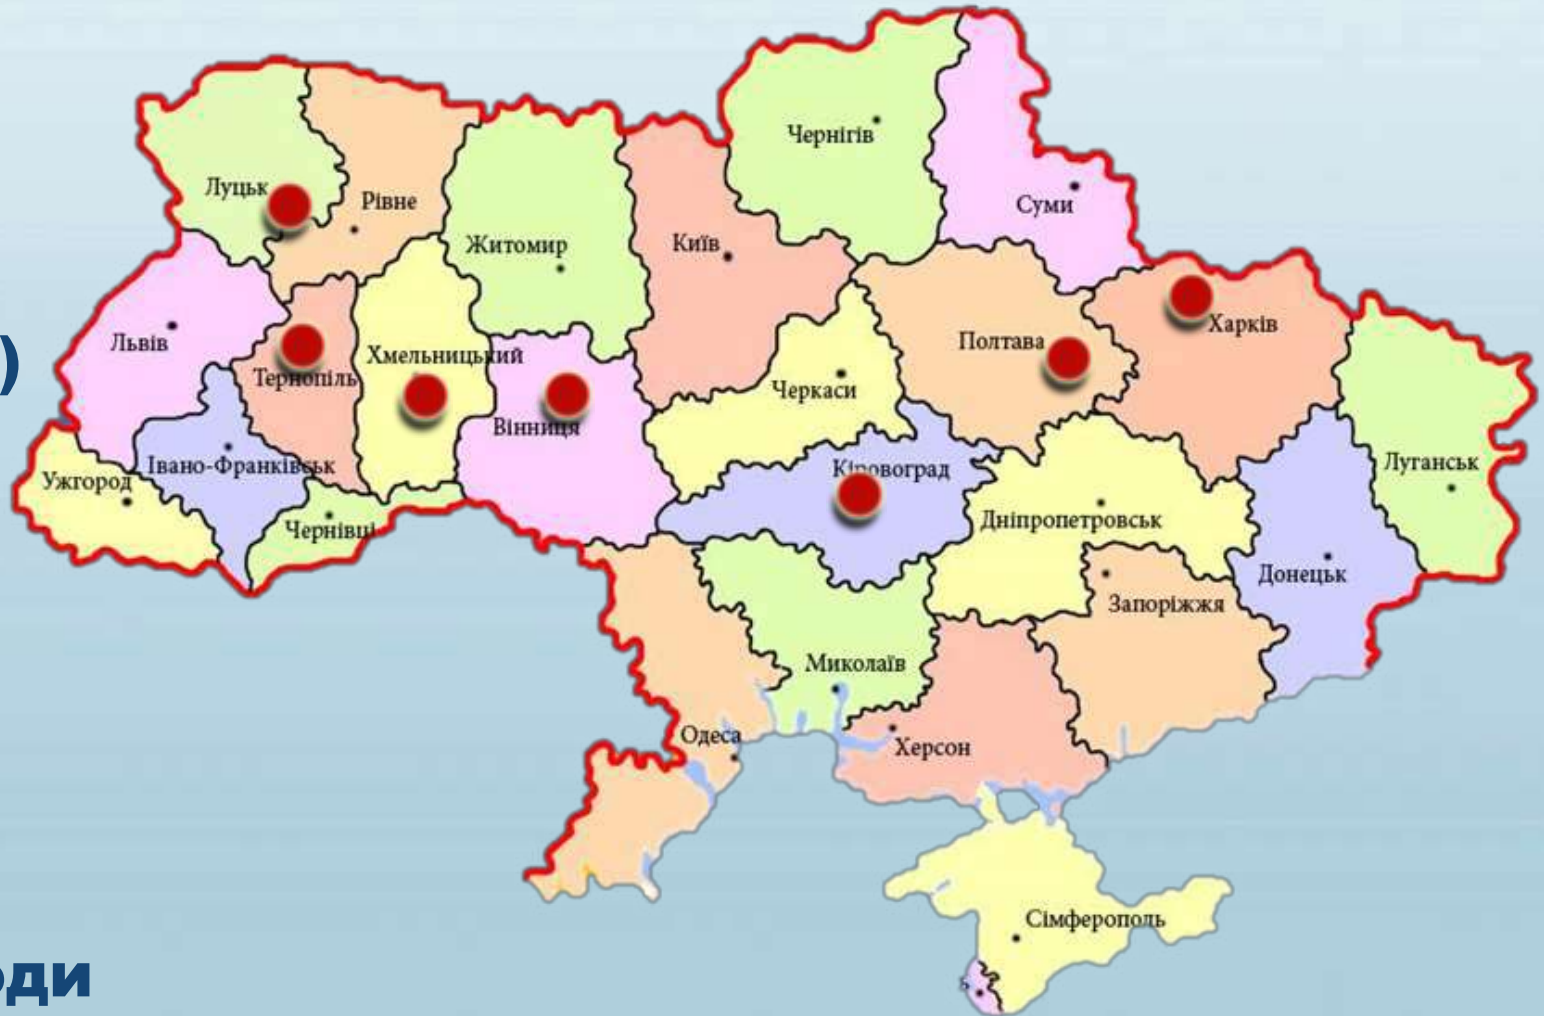 Чернігів
Луцьк
Рівне
Суми
Житомир
Київ
Харків
Львів
)
Полтава
Хмельницький
Тернопіль
Черкаси
Вінниця
Івано-Франківськ
Кіровоград
Луганськ
Ужгород
Дніпропетровськ
Чернівці
Донецьк
Запоріжжя
Миколаїв
Одеса
Херсон
Сімферополь
оди